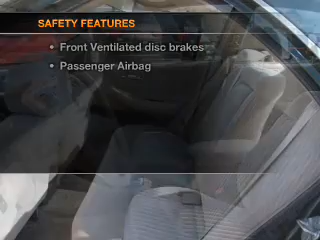 SAFETY FEATURES
• Front Ventilated disc brakes
• Passenger Airbag